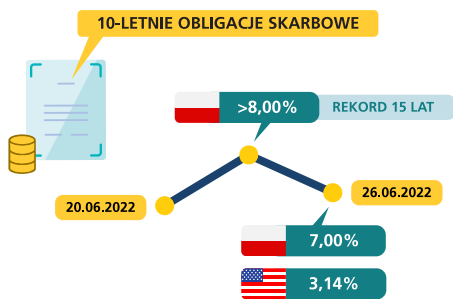 10-LETNIE OBLIGACJE SKARBOWE
>8,00%
REKORD 15 LAT
20.06.2022
26.06.2022
7,00%
3,14%